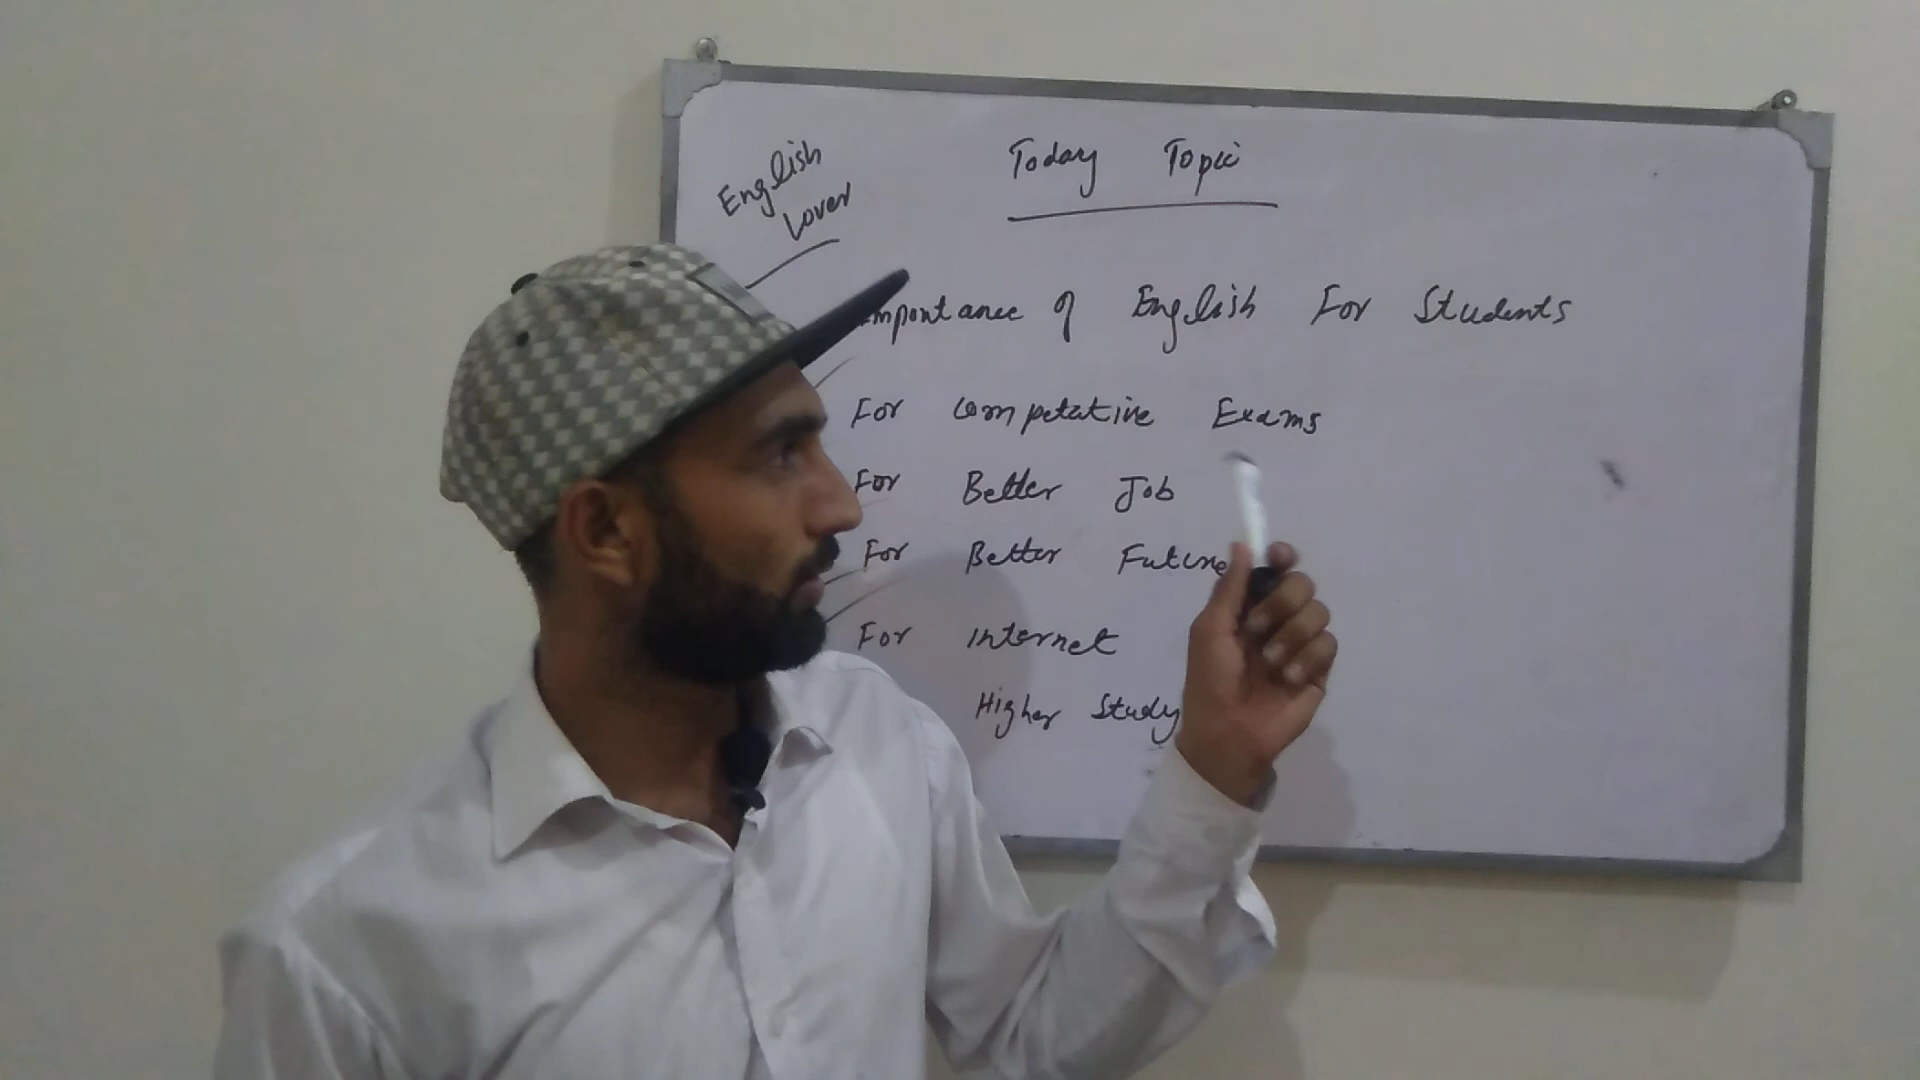 English
Lover
Today Topic
Importance of English For Students
For Competative Exams
For Better Job
For Better Future
For Internet
Higher Study